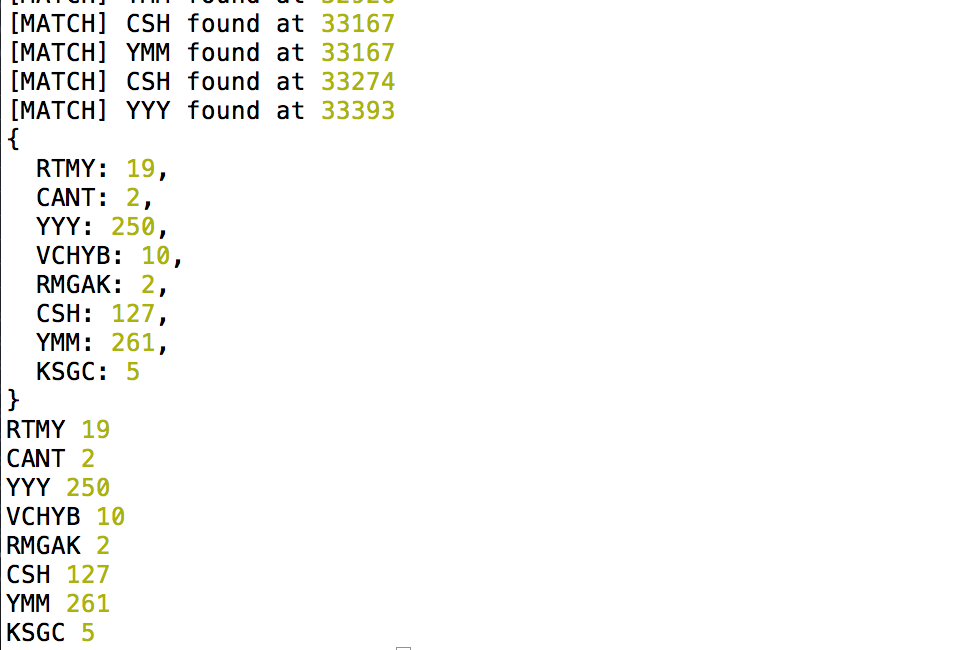 [MATCH] CSH found at 33167
[MATCH] YMM found at 33167
[MATCH] CSH found at 33274
[MATCH] YYY found at 33393
{
  RTMY: 19,
  CANT: 2,
  YYY: 250,
  VCHYB: 10,
  RMGAK: 2,
  CSH: 127,
  YMM: 261,
  KSGC: 5
}
RTMY 19
CANT 2
YYY 250
VCHYB 10
RMGAK 2
CSH 127
YMM 261
KSGC 5